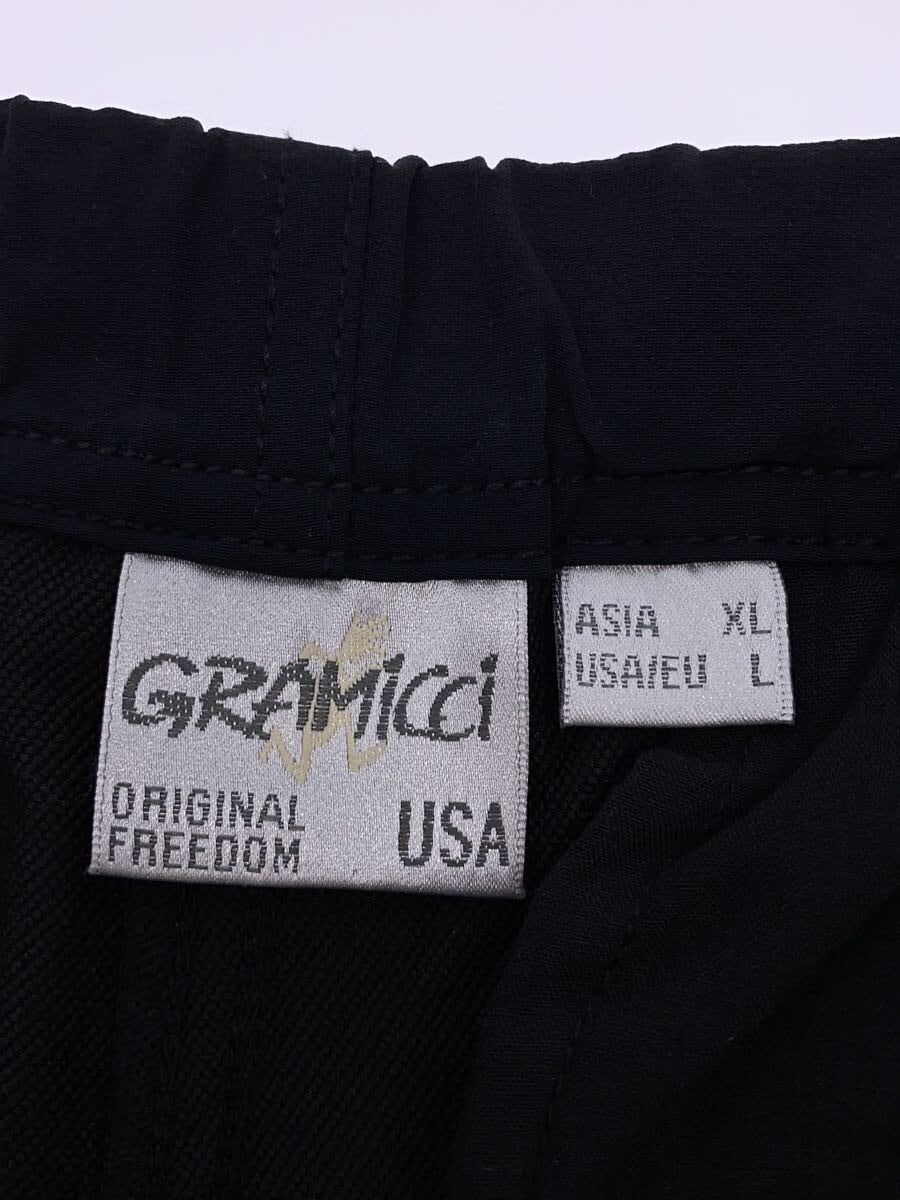 GRAMiCCi
ORIGINAL
FREEDOM
USA
ASIA XL
USA/EU L